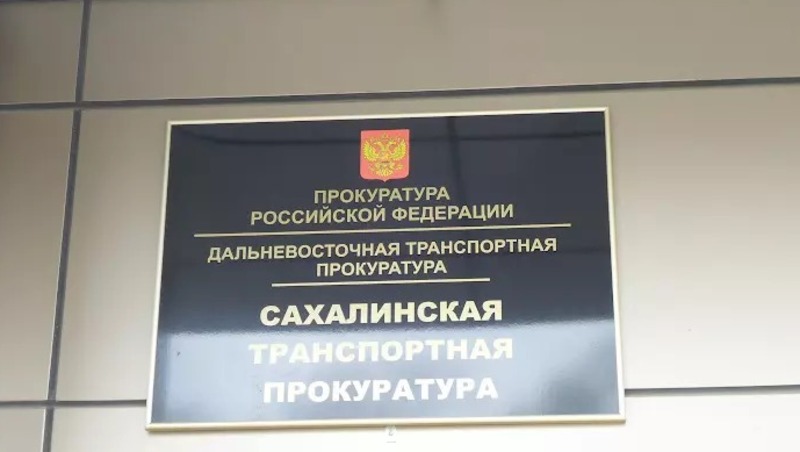 ПРОКУРАТУРА
РОССИЙСКОЙ ФЕДЕРАЦИИ
ДАЛЬНЕВОСТОЧНАЯ ТРАНСПОРТНАЯ
ПРОКУРАТУРА
САХАЛИНСКАЯ
ТРАНСПОРТНАЯ
ПРОКУРАТУРА